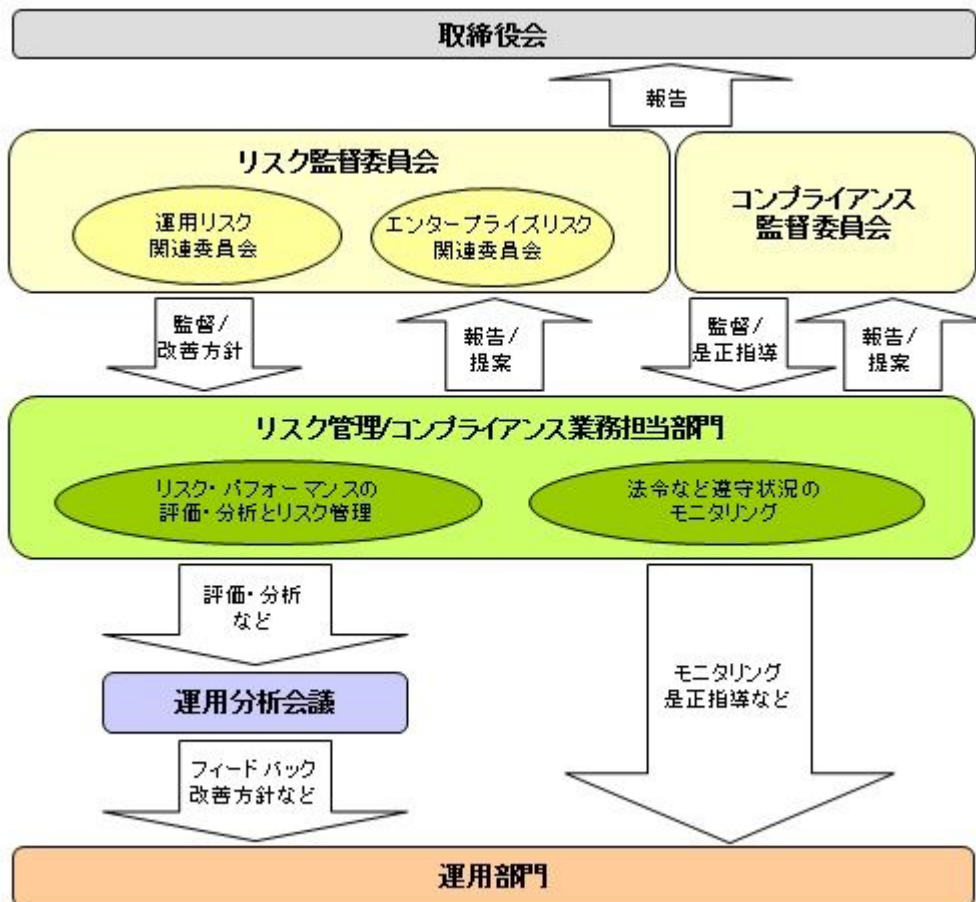 取締役会
報告
リスク監督委員会
運用リスク
関連委員会
エンタープライズリスク
関連委員会
コンプライアンス
監督委員会
監督/
改善方針
報告/
提案
監督/
是正指導
報告/
提案
リスク管理/コンプライアンス業務担当部門
リスク・パフォーマンスの
評価・分析とリスク管理
法令など遵守状況の
モニタリング
評価・分析
など
運用分析会議
モニタリング
是正指導など
フィードバック
改善方針など
運用部門